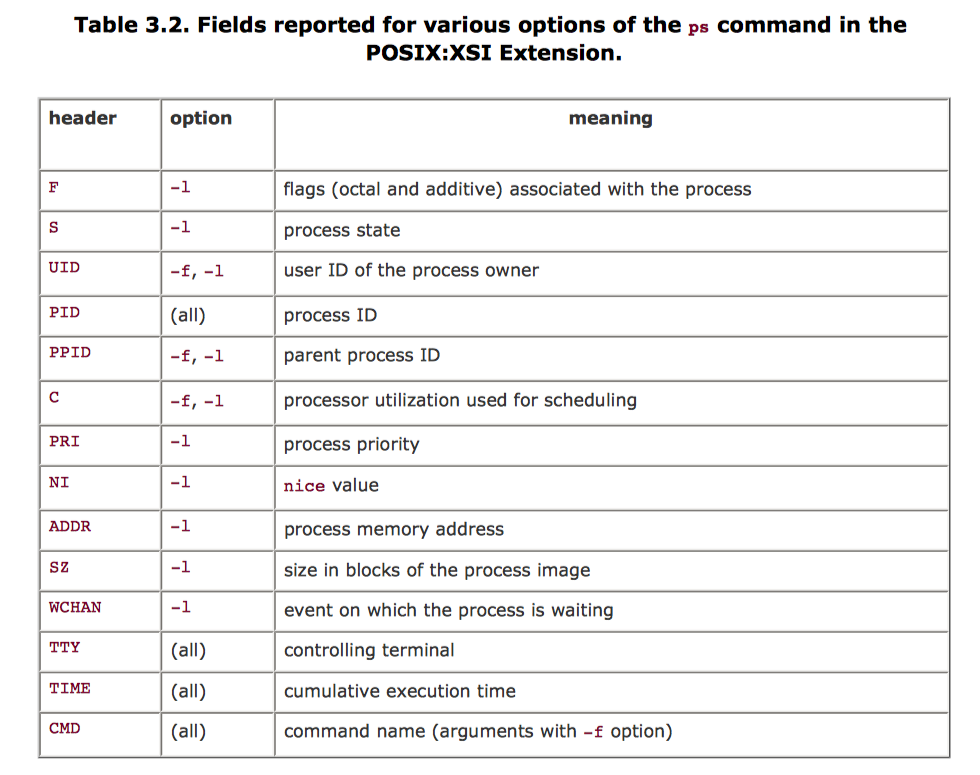 Table 3.2. Fields reported for various options of the ps command in the
POSIX:XSI Extension.
header option meaning
F -l flags (octal and additive) associated with the process
S -l process state
UID -f, -l user ID of the process owner
PID (all) process ID
PPID -f, -l parent process ID
C -f, -l processor utilization used for scheduling
PRI -l process priority
NI -l nice value
ADDR -l process memory address
SZ -l size in blocks of the process image
WCHAN -l event on which the process is waiting
TTY (all) controlling terminal
TIME (all) cumulative execution time
CMD (all) command name (arguments with -f option)